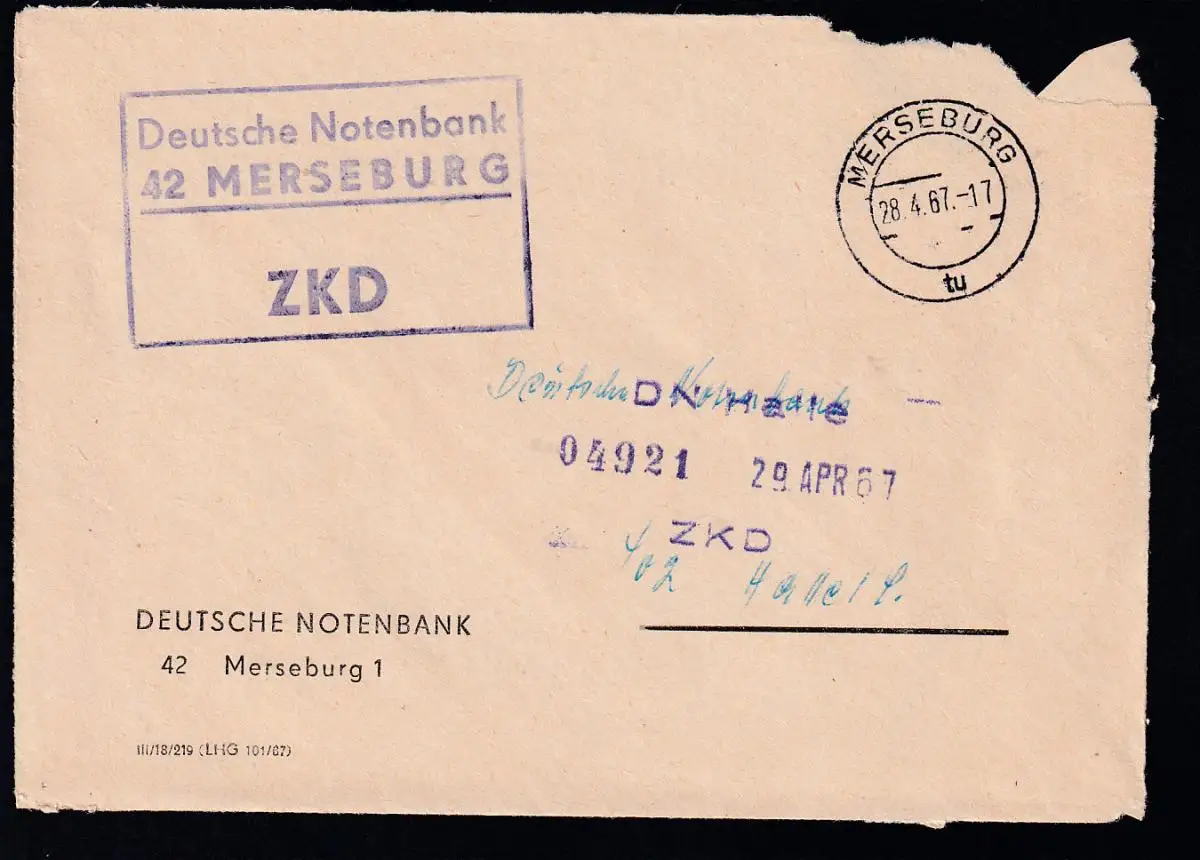 Deutsche Notenbank
42 MERSEBURG
ZKD
MERSEBURG
28.4.67.-17
tu
Deutsche Notenbank
DN Halle
04921 29.APR 67
ZKD
402 Halle/S.
DEUTSCHE NOTENBANK
42 Merseburg 1
III/18/219 (LHG 101/67)